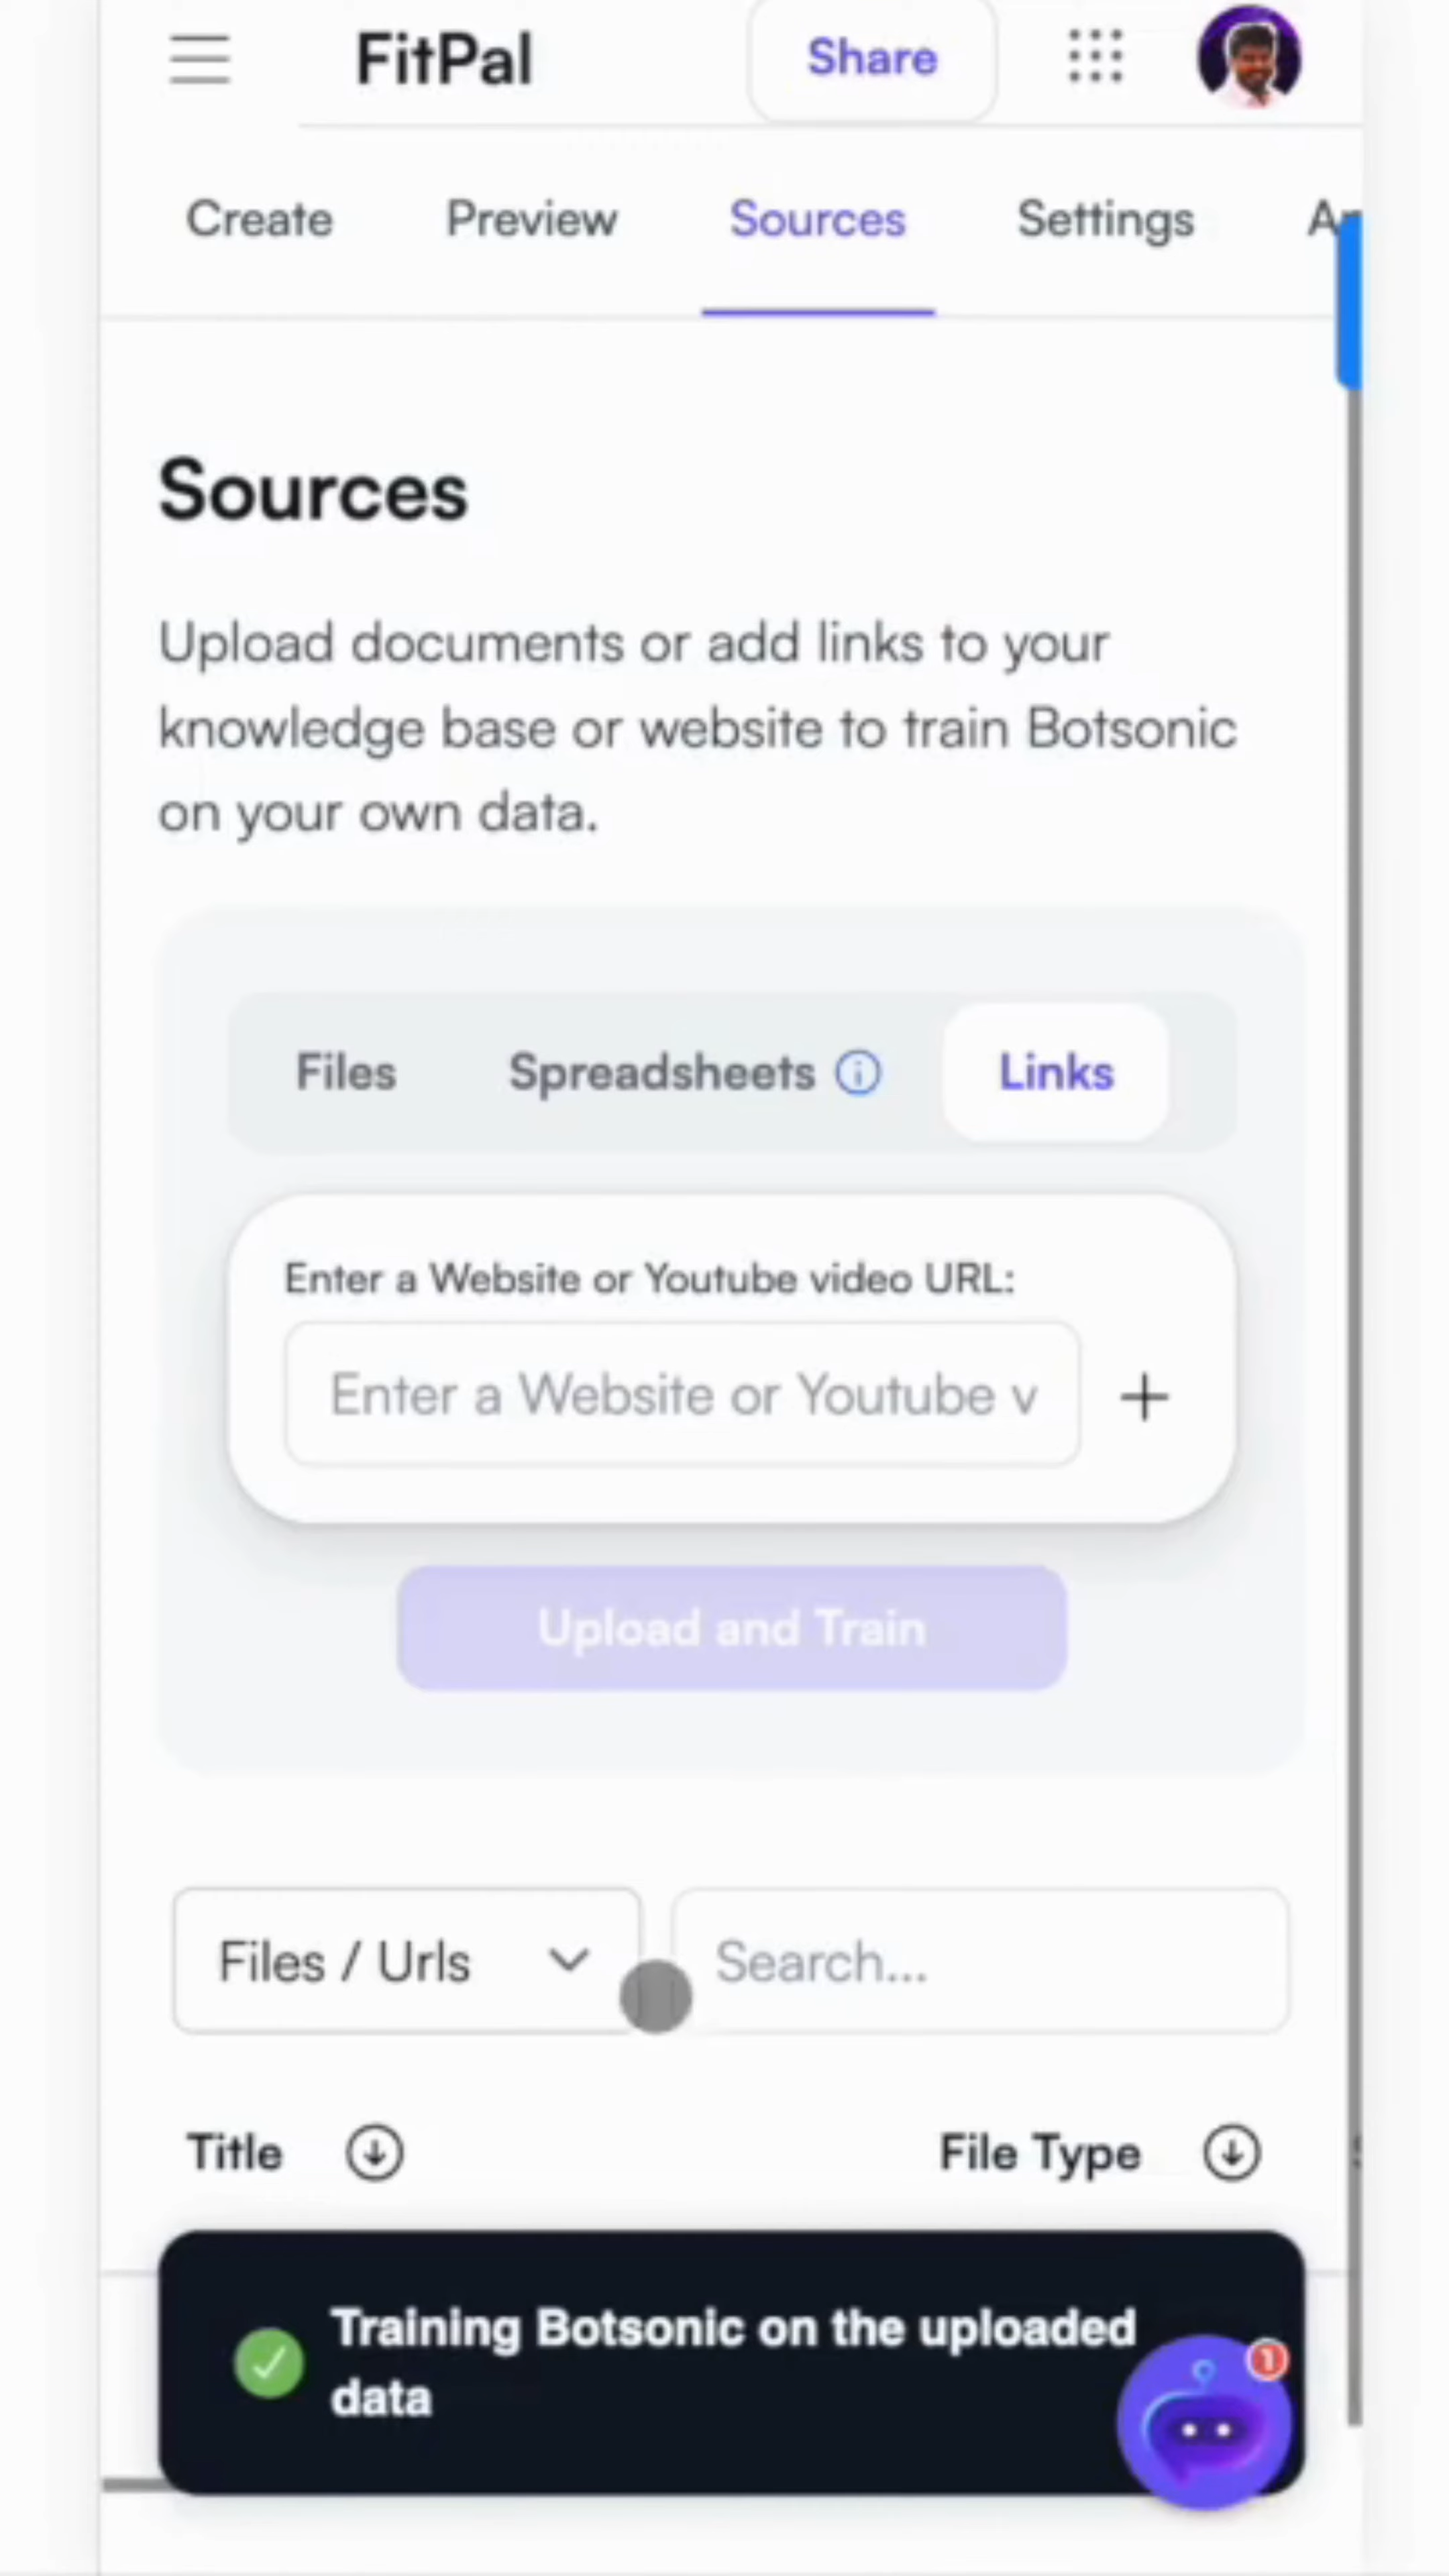 FitPal
Share
Create
Preview
Sources
Settings
Sources
Upload documents or add links to your
knowledge base or website to train Botsonic
on your own data.
Files
Spreadsheets
Links
Enter a Website or Youtube video URL:
Enter a Website or Youtube v
Upload and Train
Files / Urls
Search...
Title
File Type
Training Botsonic on the uploaded
data
1